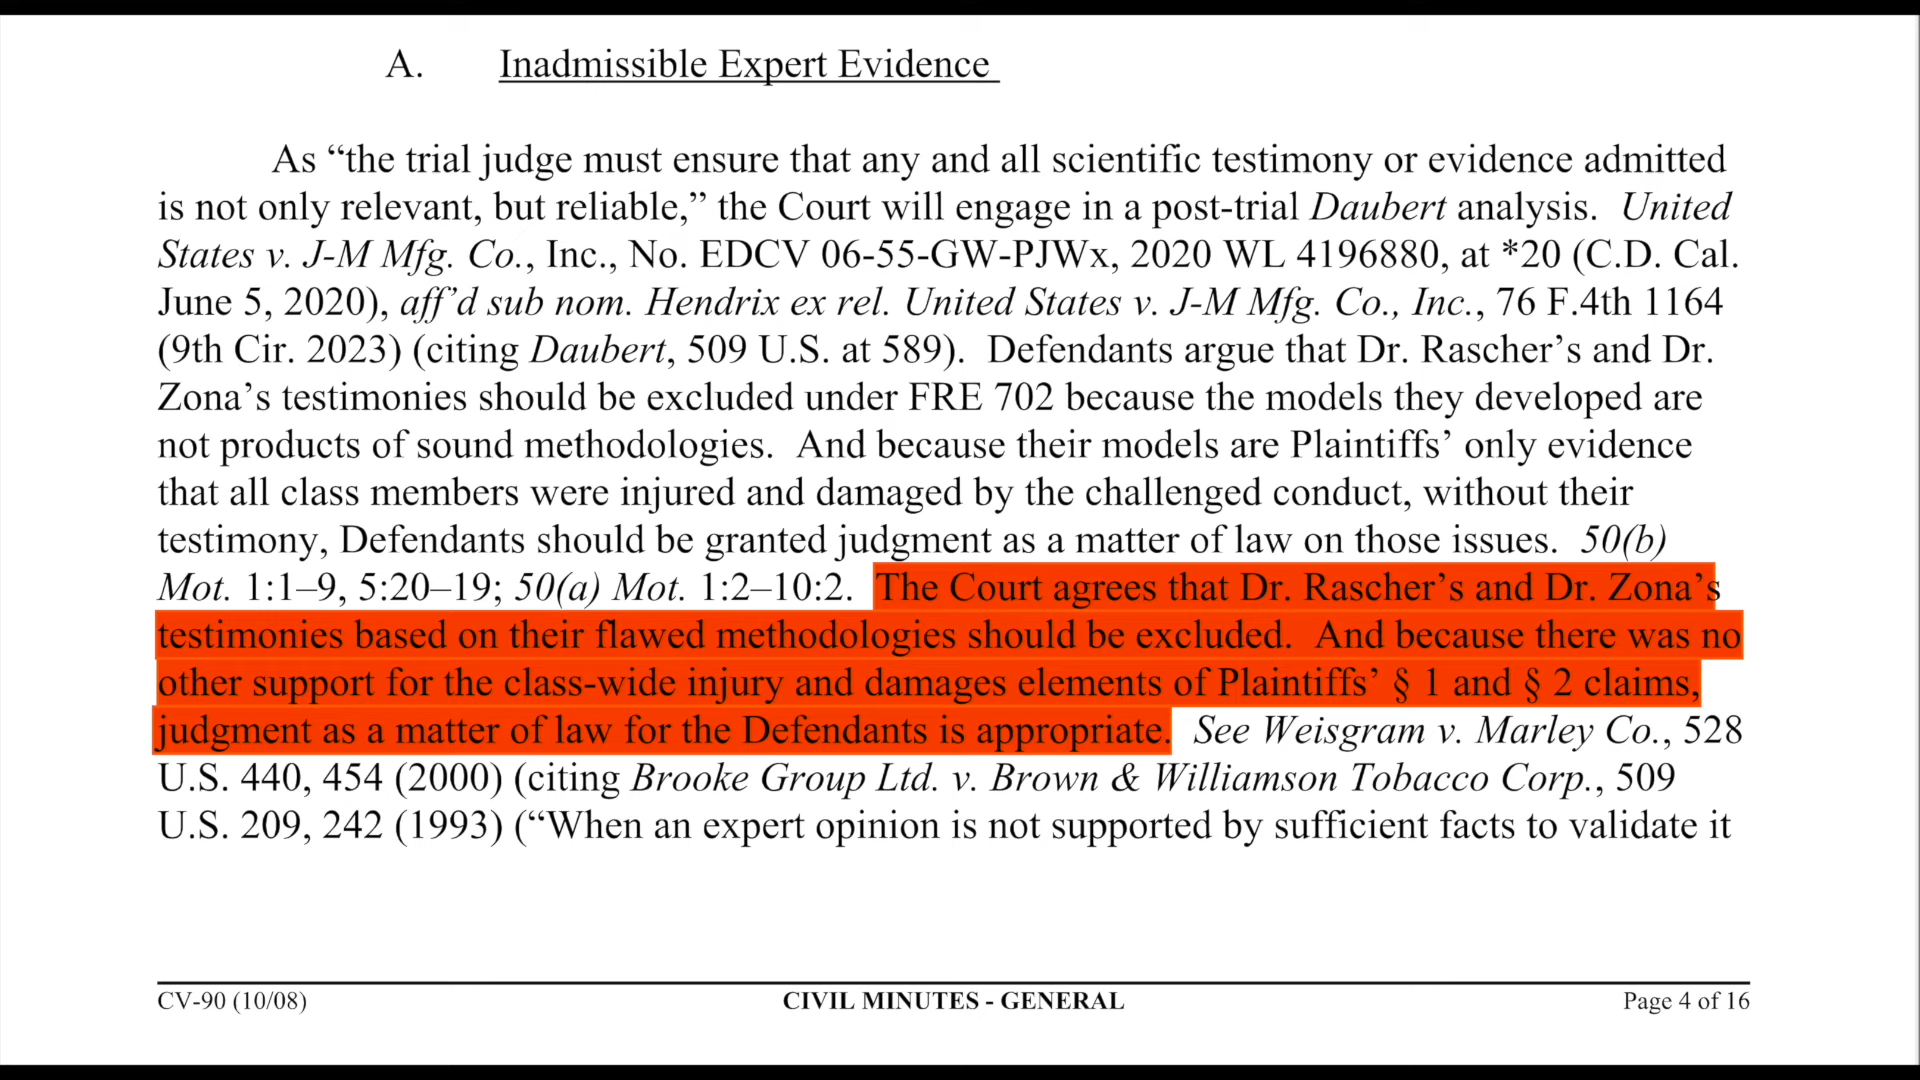 A. Inadmissible Expert Evidence
As “the trial judge must ensure that any and all scientific testimony or evidence admitted
is not only relevant, but reliable,” the Court will engage in a post-trial Daubert analysis. United
States v. J-M Mfg. Co., Inc., No. EDCV 06-55-GW-PJWx, 2020 WL 4196880, at *20 (C.D. Cal.
June 5, 2020), aff’d sub nom. Hendrix ex rel. United States v. J-M Mfg. Co., Inc., 76 F.4th 1164
(9th Cir. 2023) (citing Daubert, 509 U.S. at 589). Defendants argue that Dr. Rascher’s and Dr.
Zona’s testimonies should be excluded under FRE 702 because the models they developed are
not products of sound methodologies. And because their models are Plaintiffs’ only evidence
that all class members were injured and damaged by the challenged conduct, without their
testimony, Defendants should be granted judgment as a matter of law on those issues. 50(b)
Mot. 1:1–9, 5:20–19; 50(a) Mot. 1:2–10:2. The Court agrees that Dr. Rascher’s and Dr. Zona’s
testimonies based on their flawed methodologies should be excluded. And because there was no
other support for the class-wide injury and damages elements of Plaintiffs’ § 1 and § 2 claims,
judgment as a matter of law for the Defendants is appropriate. See Weisgram v. Marley Co., 528
U.S. 440, 454 (2000) (citing Brooke Group Ltd. v. Brown & Williamson Tobacco Corp., 509
U.S. 209, 242 (1993) (“When an expert opinion is not supported by sufficient facts to validate it
CV-90 (10/08) CIVIL MINUTES - GENERAL Page 4 of 16